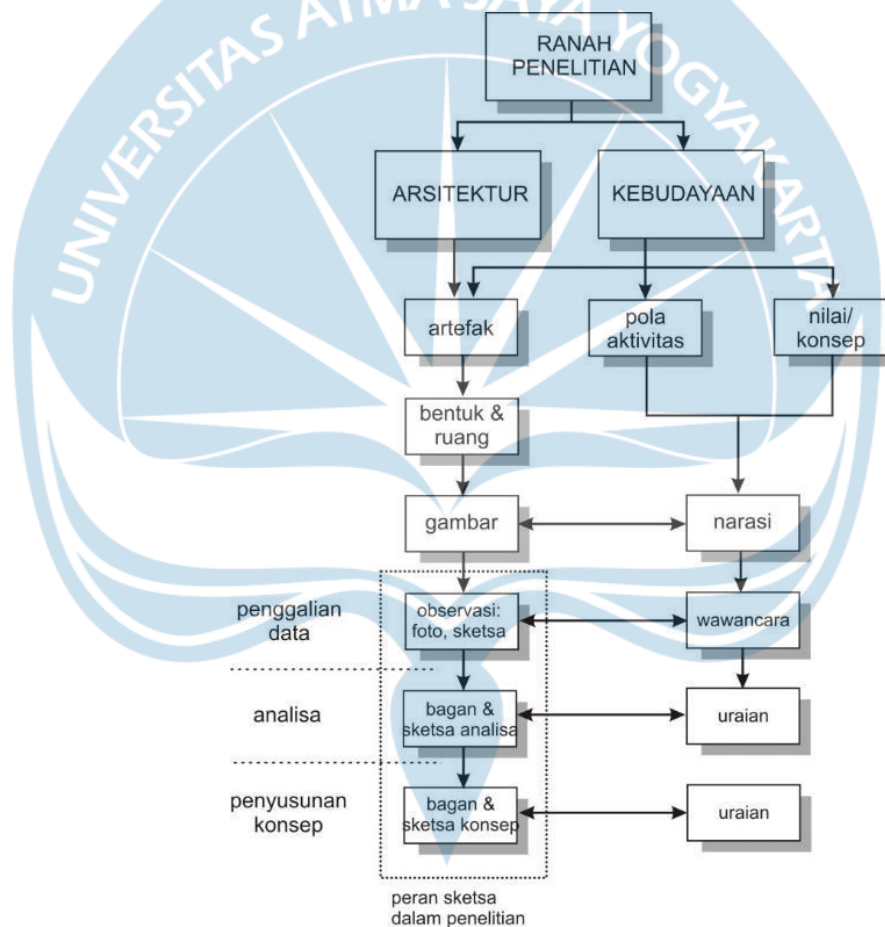 UNIVERSITAS ATMA JAYA YOGYAKARTA
RANAH
PENELITIAN
ARSITEKTUR
KEBUDAYAAN
artefak
pola
aktivitas
nilai/
konsep
bentuk &
ruang
gambar
narasi
penggalian
data
observasi:
foto, sketsa
wawancara
analisa
bagan &
sketsa analisa
uraian
penyusunan
konsep
bagan &
sketsa konsep
uraian
peran sketsa
dalam penelitian